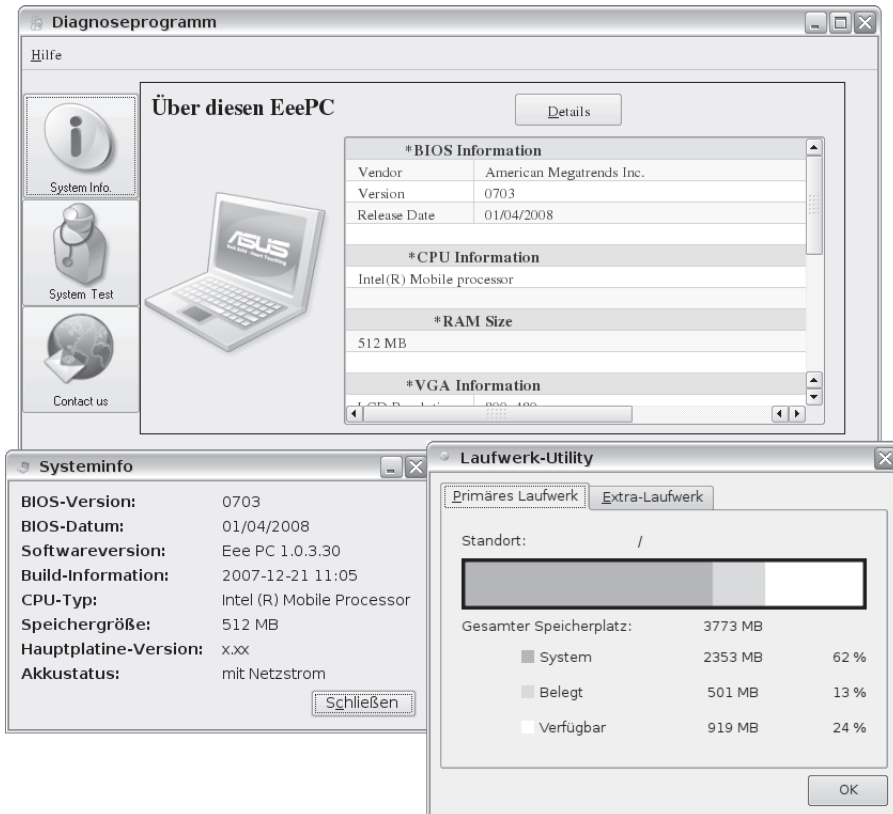 Diagnoseprogramm
Hilfe
System Info.
System Test
Contact us
Über diesen EeePC
Details
*BIOS Information
Vendor American Megatrends Inc.
Version 0703
Release Date 01/04/2008
*CPU Information
Intel(R) Mobile processor
*RAM Size
512 MB
*VGA Information
ASUS
Systeminfo
BIOS-Version: 0703
BIOS-Datum: 01/04/2008
Softwareversion: Eee PC 1.0.3.30
Build-Information: 2007-12-21 11:05
CPU-Typ: Intel (R) Mobile Processor
Speichergröße: 512 MB
Hauptplatine-Version: x.xx
Akkustatus: mit Netzstrom
Schließen
Laufwerk-Utility
Primäres Laufwerk Extra-Laufwerk
Standort: /
Gesamter Speicherplatz: 3773 MB
System 2353 MB 62 %
Belegt 501 MB 13 %
Verfügbar 919 MB 24 %
OK